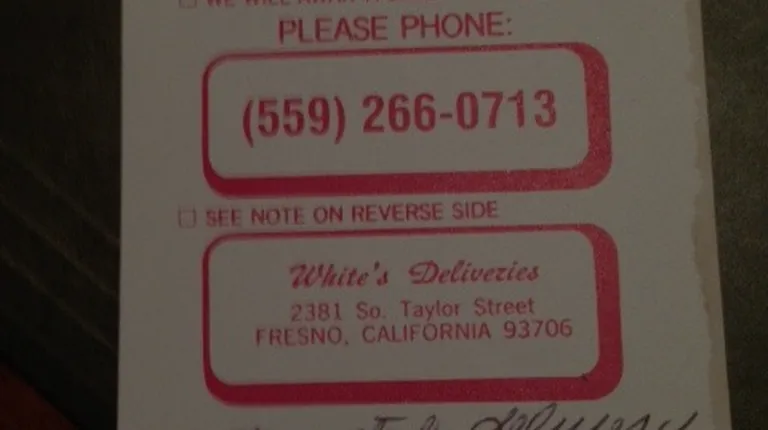 PLEASE PHONE:
(559) 266-0713
SEE NOTE ON REVERSE SIDE
White's Deliveries
2381 So. Taylor Street
FRESNO, CALIFORNIA 93706